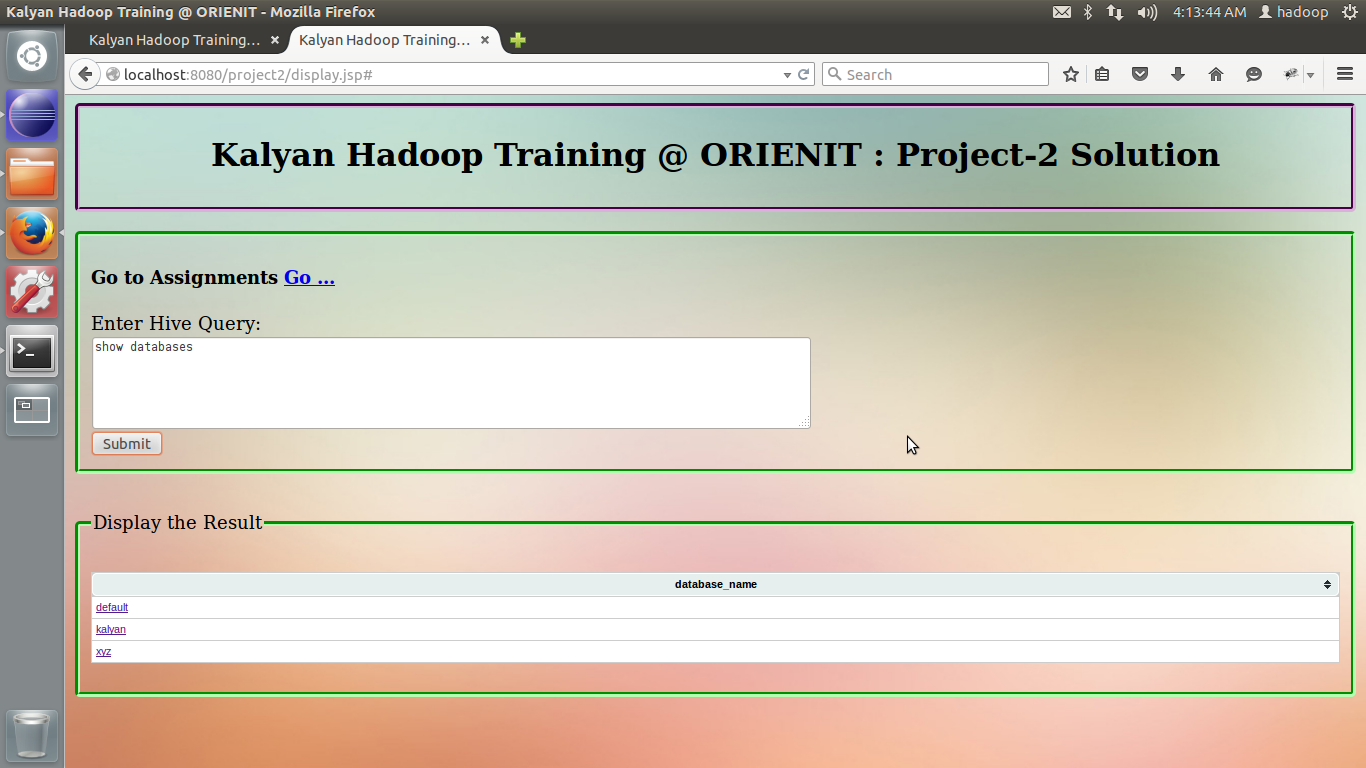 Kalyan Hadoop Training @ ORIENIT - Mozilla Firefox
4:13:44 AM hadoop
Kalyan Hadoop Training... Kalyan Hadoop Training...
localhost:8080/project2/display.jsp# Search
Kalyan Hadoop Training @ ORIENIT : Project-2 Solution
Go to Assignments Go ...
Enter Hive Query:
show databases
Submit
Display the Result
database_name
default
kalyan
xyz